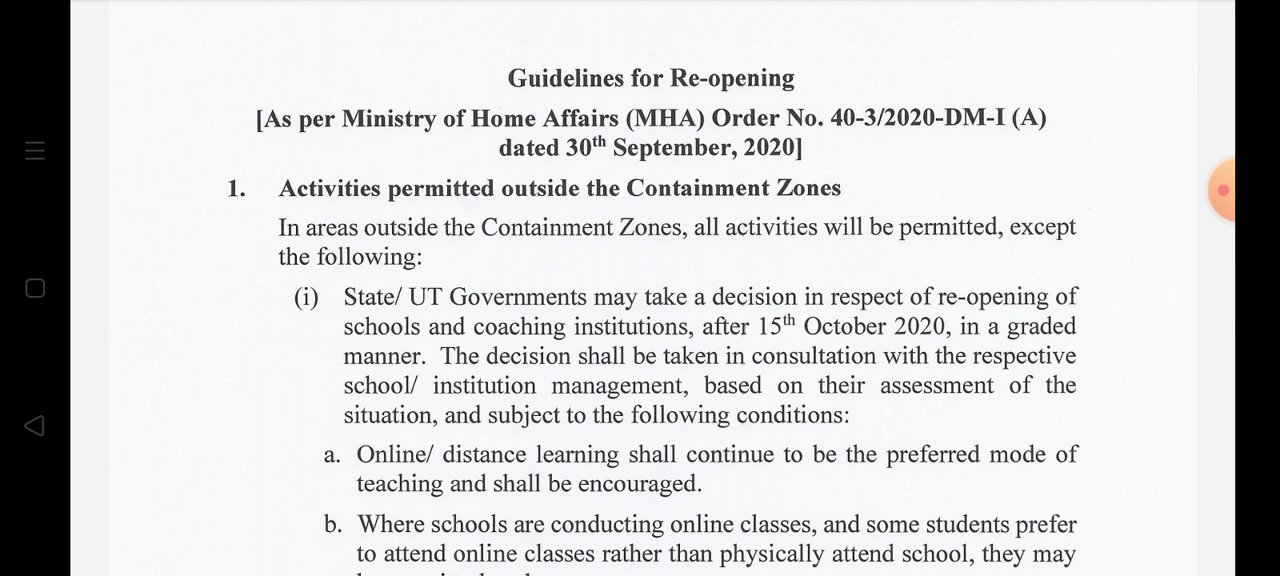 Guidelines for Re-opening
[As per Ministry of Home Affairs (MHA) Order No. 40-3/2020-DM-I (A)
dated 30th September, 2020]
1. Activities permitted outside the Containment Zones
In areas outside the Containment Zones, all activities will be permitted, except
the following:
(i) State/ UT Governments may take a decision in respect of re-opening of
schools and coaching institutions, after 15th October 2020, in a graded
manner. The decision shall be taken in consultation with the respective
school/ institution management, based on their assessment of the
situation, and subject to the following conditions:
a. Online/ distance learning shall continue to be the preferred mode of
teaching and shall be encouraged.
b. Where schools are conducting online classes, and some students prefer
to attend online classes rather than physically attend school, they may